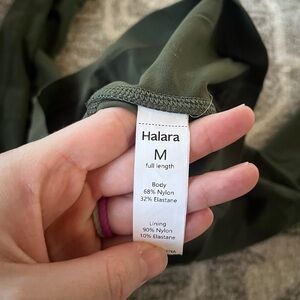 Halara
M
full length
Body
68% Nylon
32% Elastane
Lining
90% Nylon
10% Elastane